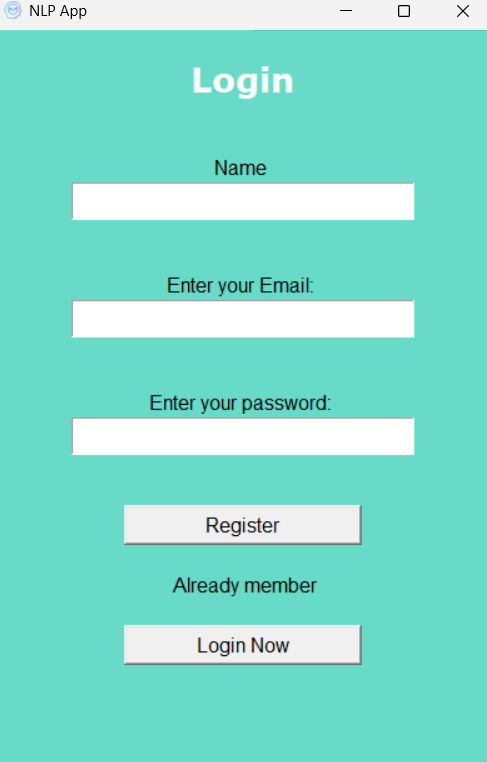 NLP App
Login
Name
Enter your Email:
Enter your password:
Register
Already member
Login Now